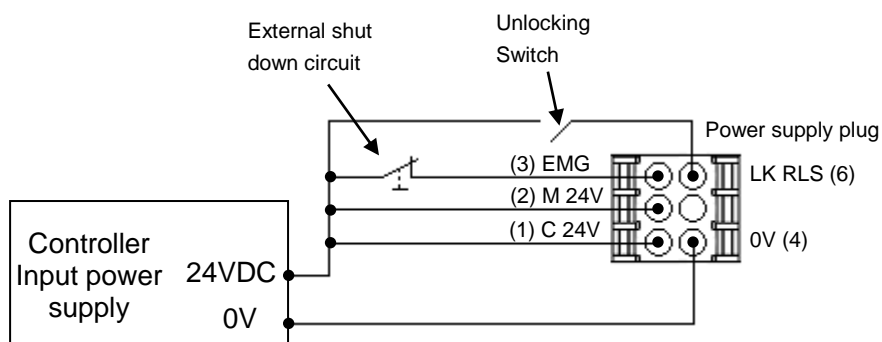 External shut
down circuit
Unlocking
Switch
Power supply plug
(3) EMG
LK RLS (6)
(2) M 24V
(1) C 24V
0V (4)
Controller
Input power
supply
24VDC
0V